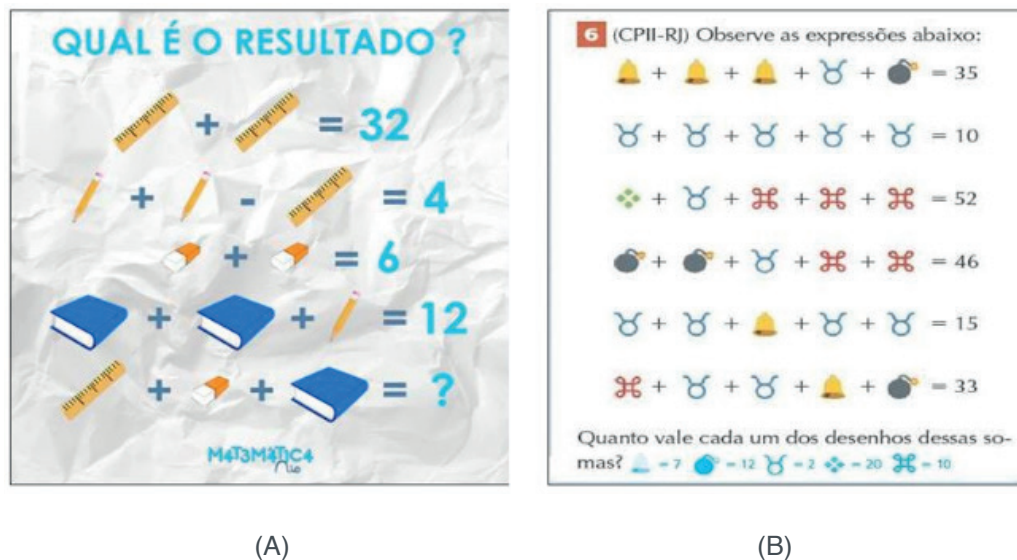 QUAL É O RESULTADO ?
+ = 32
+ - = 4
+ = 6
+ + = 12
+ + = ?
M4T3MÁTIC4
(A)
6 (CPII-RJ) Observe as expressões abaixo:
+ + + ♉ + = 35
♉ + ♉ + ♉ + ♉ + ♉ = 10
+ ♉ + ⌘ + ⌘ + ⌘ = 52
+ + ♉ + ⌘ + ⌘ = 46
♉ + ♉ + + ♉ + ♉ = 15
⌘ + ♉ + ♉ + + = 33
Quanto vale cada um dos desenhos dessas so-
mas? = 7 = 12 ♉ = 2 = 20 ⌘ = 10
(B)